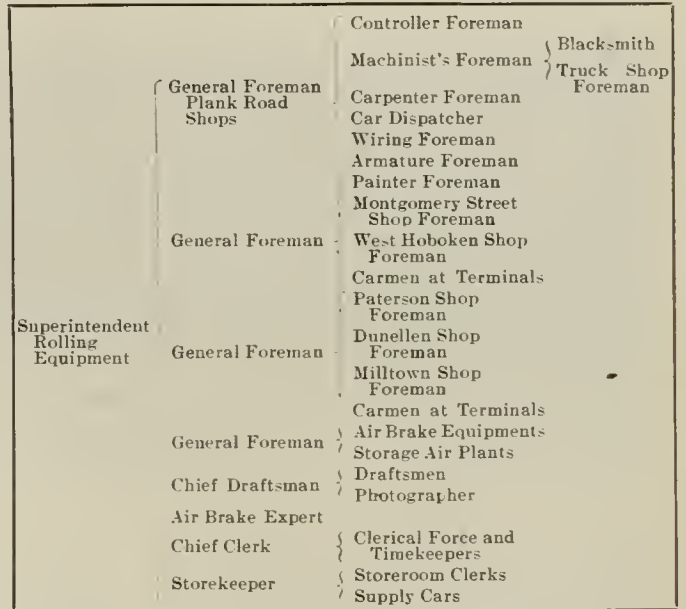 Superintendent
Rolling
Equipment
General Foreman
Plank Road
Shops
Controller Foreman
Machinist's Foreman
Blacksmith
Truck Shop
Foreman
Carpenter Foreman
Car Dispatcher
Wiring Foreman
Armature Foreman
Painter Foreman
General Foreman
Montgomery Street
Shop Foreman
West Hoboken Shop
Foreman
Carmen at Terminals
General Foreman
Paterson Shop
Foreman
Dunellen Shop
Foreman
Milltown Shop
Foreman
Carmen at Terminals
General Foreman
Air Brake Equipments
Storage Air Plants
Chief Draftsman
Draftsmen
Photographer
Air Brake Expert
Chief Clerk
Clerical Force and
Timekeepers
Storekeeper
Storeroom Clerks
Supply Cars